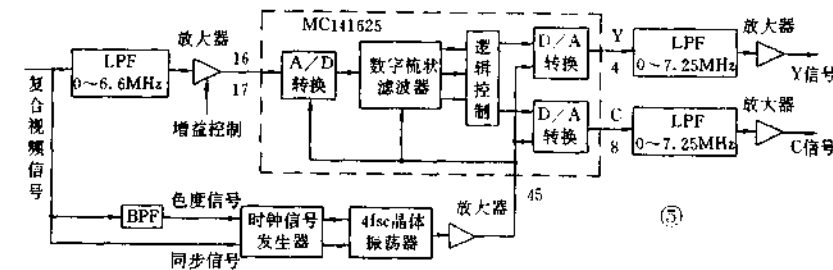 MC141625
放大器
LPF
0～6.6MHz
16
17
A/D
转换
数字梳状
滤波器
逻辑控制
D/A
转换
Y
4
LPF
0～7.25MHz
放大器
Y信号
复合视频信号
增益控制
D/A
转换
C
8
LPF
0～7.25MHz
放大器
C信号
45
BPF
色度信号
时钟信号
发生器
4fsc晶体
振荡器
放大器
同步信号
⑤